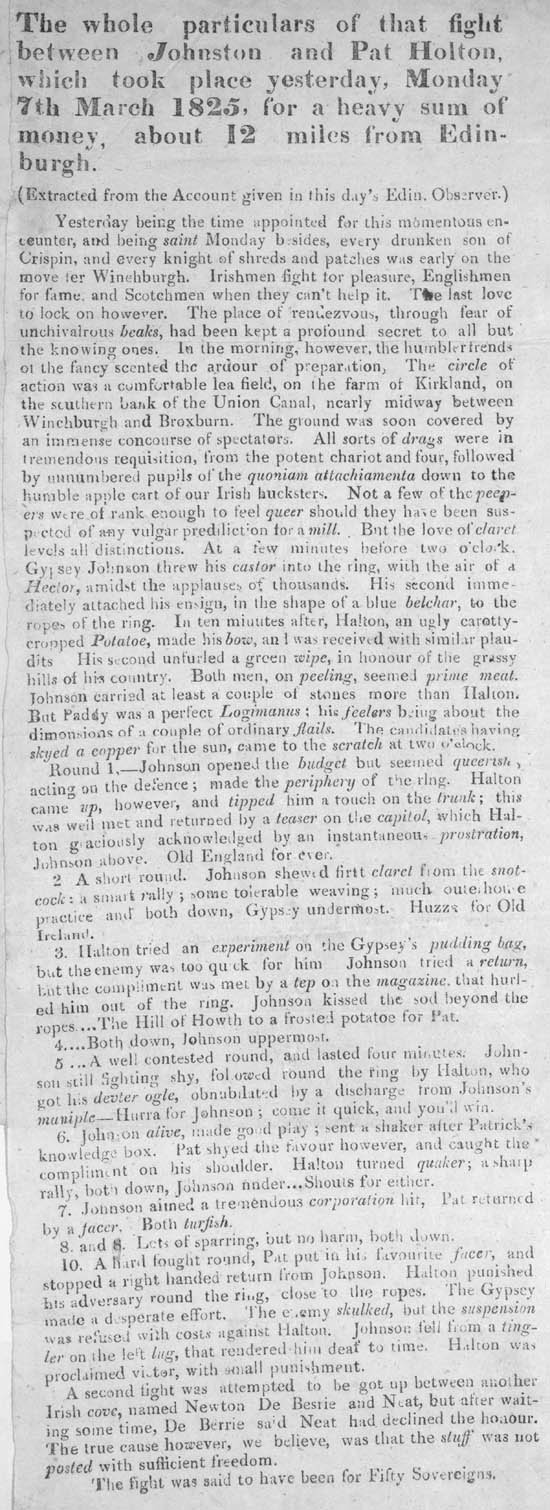 The whole particulars of that fight
between Johnston and Pat Holton,
which took place yesterday, Monday
7th March 1825, for a heavy sum of
money, about 12 miles from Edin-
burgh.
(Extracted from the Account given in this day's Edin. Observer.)
Yesterday being the time appointed for this momentous en-
counter, and being saint Monday besides, every drunken son of
Crispin, and every knight of shreds and patches was early on the
move fer Winchburgh. Irishmen fight for pleasure, Englishmen
for fame, and Scotchmen when they can't help it. The last love
to lock on however. The place of rendezvous, through fear of
unchivalrous beaks, had been kept a profound secret to all but
the knowing ones. In the morning, however, the humbler friends
of the fancy scented the ardour of preparation, The circle of
action was a comfortable lea field, on the farm of Kirkland, on
the southern bank of the Union Canal, nearly midway between
Winchburgh and Broxburn. The ground was soon covered by
an immense concourse of spectators. All sorts of drags were in
tremendous requisition, from the potent chariot and four, followed
by unnumbered pupils of the quoniam attachiamenta down to the
humble apple cart of our Irish hucksters. Not a few of the peep-
ers were of rank enough to feel queer should they have been sus-
pected of any vulgar prediliction for a mill. But the love of claret
levels all distinctions. At a few minutes before two o'clock.
Gypsey Johnson threw his castor into the ring, with the air of a
Hector, amidst the applauses of thousands. His second imme-
diately attached his ensign, in the shape of a blue belchar, to the
ropes of the ring. In ten minutes after, Halton, an ugly carotty-
cropped Potatoe, made his bow, and was received with similar plau-
dits His second unfurled a green wipe, in honour of the grassy
hills of his country. Both men, on peeling, seemed prime meat.
Johnson carried at least a couple of stones more than Halton.
But Paddy was a perfect Logimanus; his feelers being about the
dimensions of a couple of ordinary flails. The candidates having
skyed a copper for the sun, came to the scratch at two o'clock.
Round 1.—Johnson opened the budget but seemed queerish,
acting on the defence; made the periphery of the ring. Halton
came up, however, and tipped him a touch on the trunk; this
was well met and returned by a teaser on the capitol, which Hal-
ton graciously acknowledged by an instantaneous prostration,
Johnson above. Old England for ever.
2 A short round. Johnson shewed firtt claret from the snot-
cock: a smart rally; some tolerable weaving; much outerhouse
practice and both down, Gypsey undermost. Huzza for Old
Ireland.
3. Halton tried an experiment on the Gypsey's pudding bag,
but the enemy was too quick for him Johnson tried a return,
but the compliment was met by a tep on the magazine, that hurl-
ed him out of the ring. Johnson kissed the sod beyond the
ropes....The Hill of Howth to a frosted potatoe for Pat.
4....Both down, Johnson uppermost.
5 ...A well contested round, and lasted four minutes. John-
son still fighting shy, followed round the ring by Halton, who
got his dexter ogle, obnubilated by a discharge from Johnson's
muniple—Hurra for Johnson; come it quick, and you'd win.
6. Johnson alive, made good play; sent a shaker after Patrick's
knowledge box. Pat shyed the favour however, and caught the
compliment on his shoulder. Halton turned quaker; a sharp
rally, both down, Johnson under...Shouts for either.
7. Johnson aimed a tremendous corporation hit, Pat returned
by a facer. Both turfish.
8. and 9. Lots of sparring, but no harm, both down.
10. A hard fought round, Pat put in his favourite facer, and
stopped a right handed return from Johnson. Halton punished
his adversary round the ring, close to the ropes. The Gypsey
made a desperate effort. The enemy skulked, but the suspension
was refused with costs against Halton. Johnson fell from a ting-
ler on the left lug, that rendered him deaf to time. Halton was
proclaimed victor, with small punishment.
A second fight was attempted to be got up between another
Irish cove, named Newton De Bestie and Neat, but after wait-
ing some time, De Berrie said Neat had declined the honour.
The true cause however, we believe, was that the stuff was not
posted with sufficient freedom.
The fight was said to have been for Fifty Sovereigns.